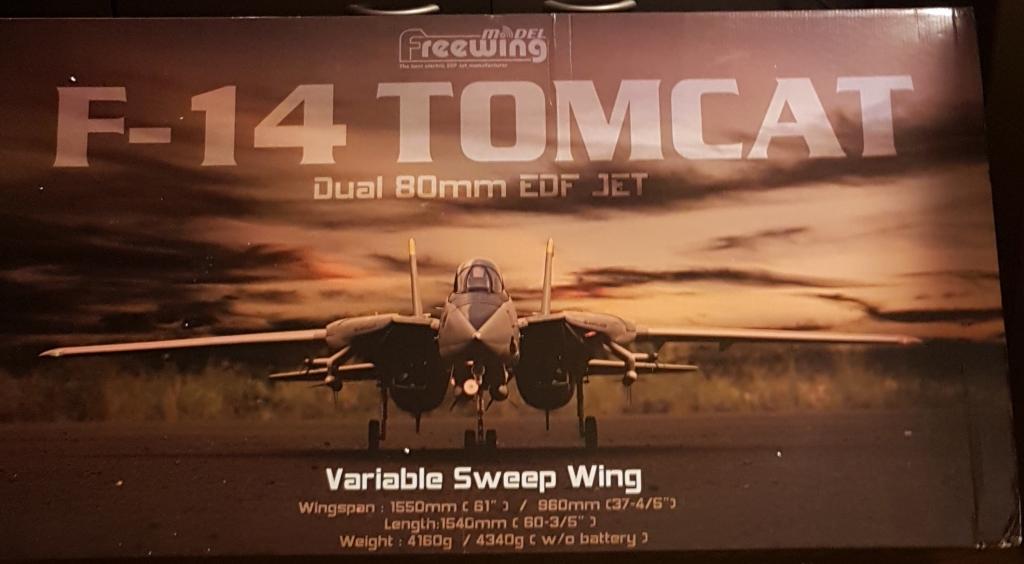 Freewing MODEL
The best electric EDF Jet manufacturer
F-14 TOMCAT
Dual 80mm EDF JET
Variable Sweep Wing
Wingspan : 1550mm ( 61" ) / 960mm (37-4/5")
Length:1540mm ( 60-3/5" )
Weight : 4160g / 4340g ( w/o battery )